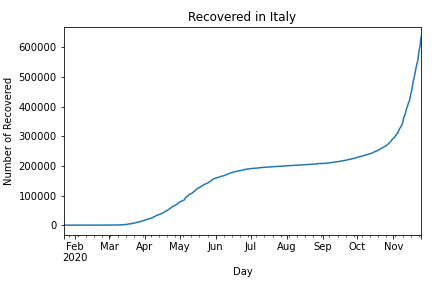 Recovered in Italy
Number of Recovered
600000
500000
400000
300000
200000
100000
0
Feb Mar Apr May Jun Jul Aug Sep Oct Nov
2020
Day